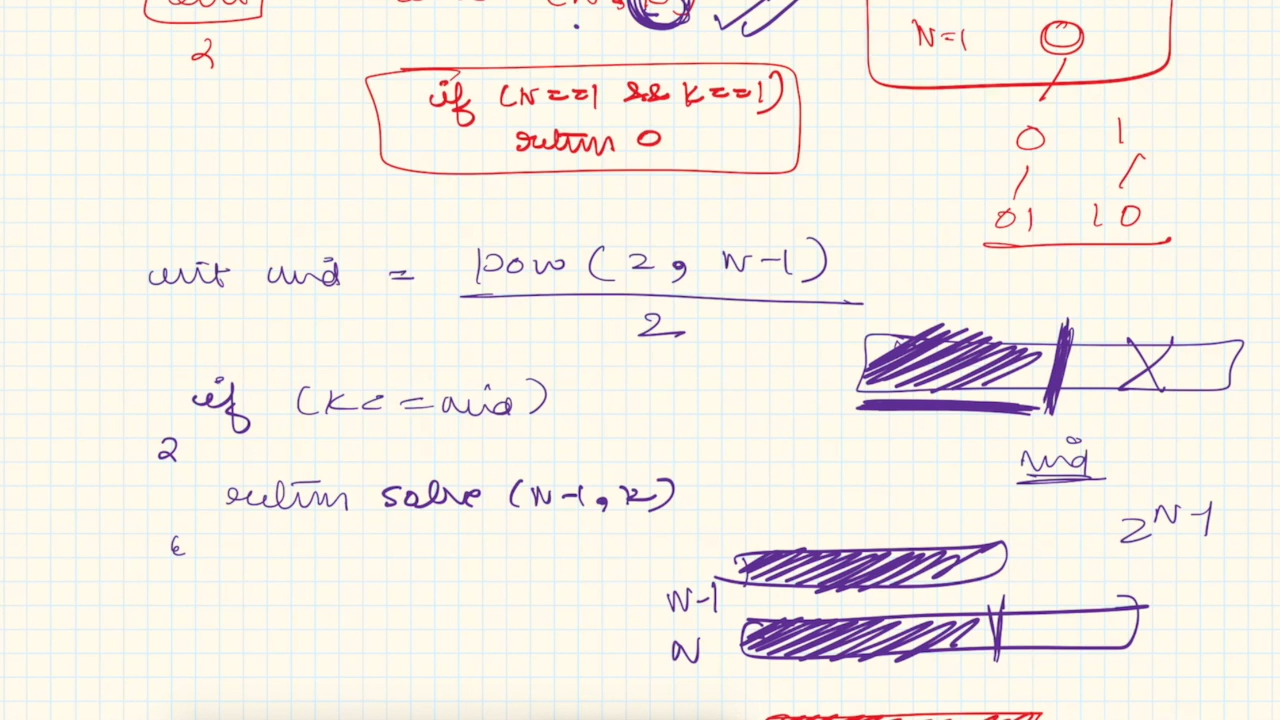 2
N=1
if (N==1 && K==1)
return 0
0 1
01 10
int mid = pow(2, N-1)
2
if (K<=mid)
mid
2
return solve (N-1, K)
2^N-1
e
N-1
N